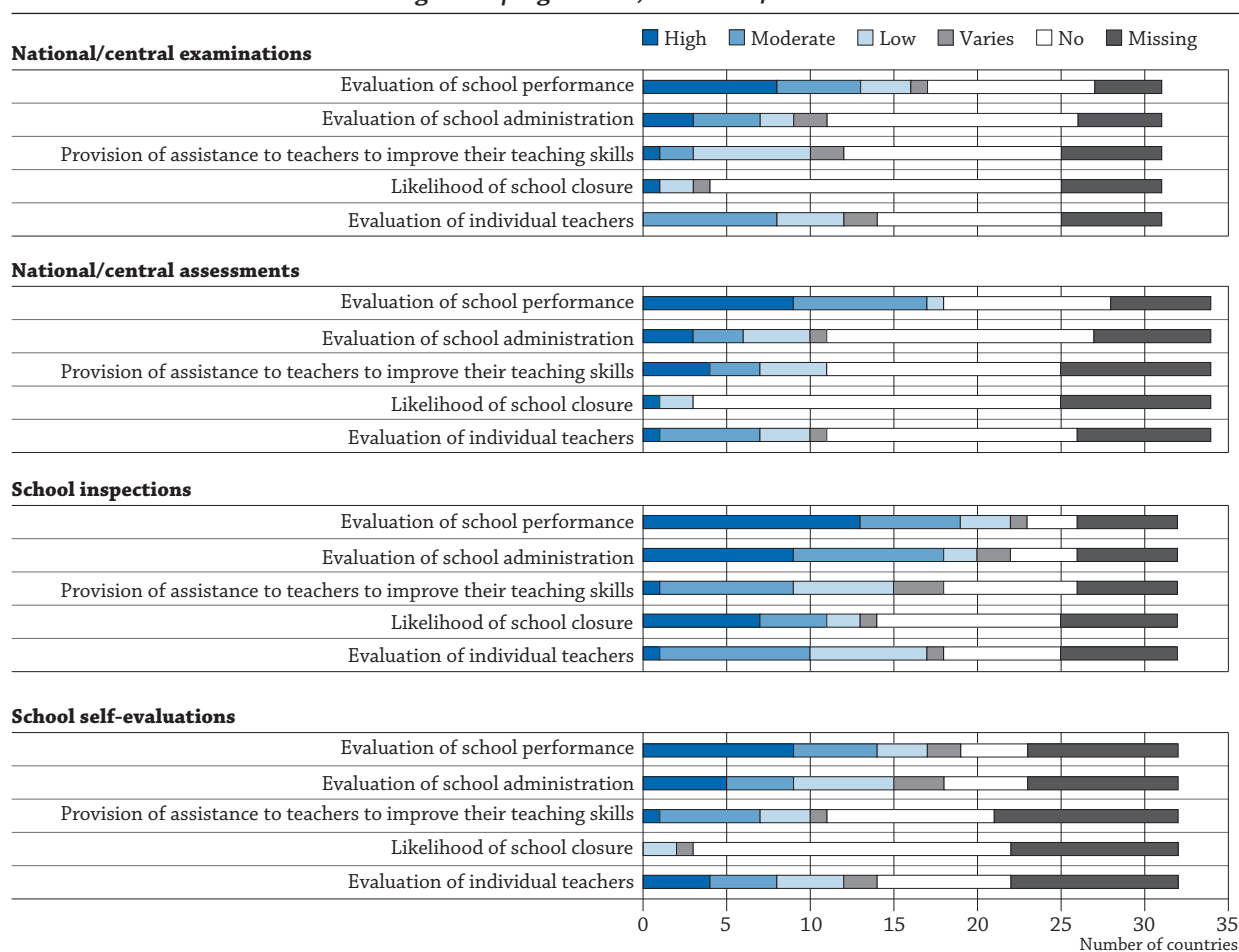 High Moderate Low Varies No Missing
National/central examinations
Evaluation of school performance
Evaluation of school administration
Provision of assistance to teachers to improve their teaching skills
Likelihood of school closure
Evaluation of individual teachers
National/central assessments
Evaluation of school performance
Evaluation of school administration
Provision of assistance to teachers to improve their teaching skills
Likelihood of school closure
Evaluation of individual teachers
School inspections
Evaluation of school performance
Evaluation of school administration
Provision of assistance to teachers to improve their teaching skills
Likelihood of school closure
Evaluation of individual teachers
School self-evaluations
Evaluation of school performance
Evaluation of school administration
Provision of assistance to teachers to improve their teaching skills
Likelihood of school closure
Evaluation of individual teachers
0 5 10 15 20 25 30 35
Number of countries